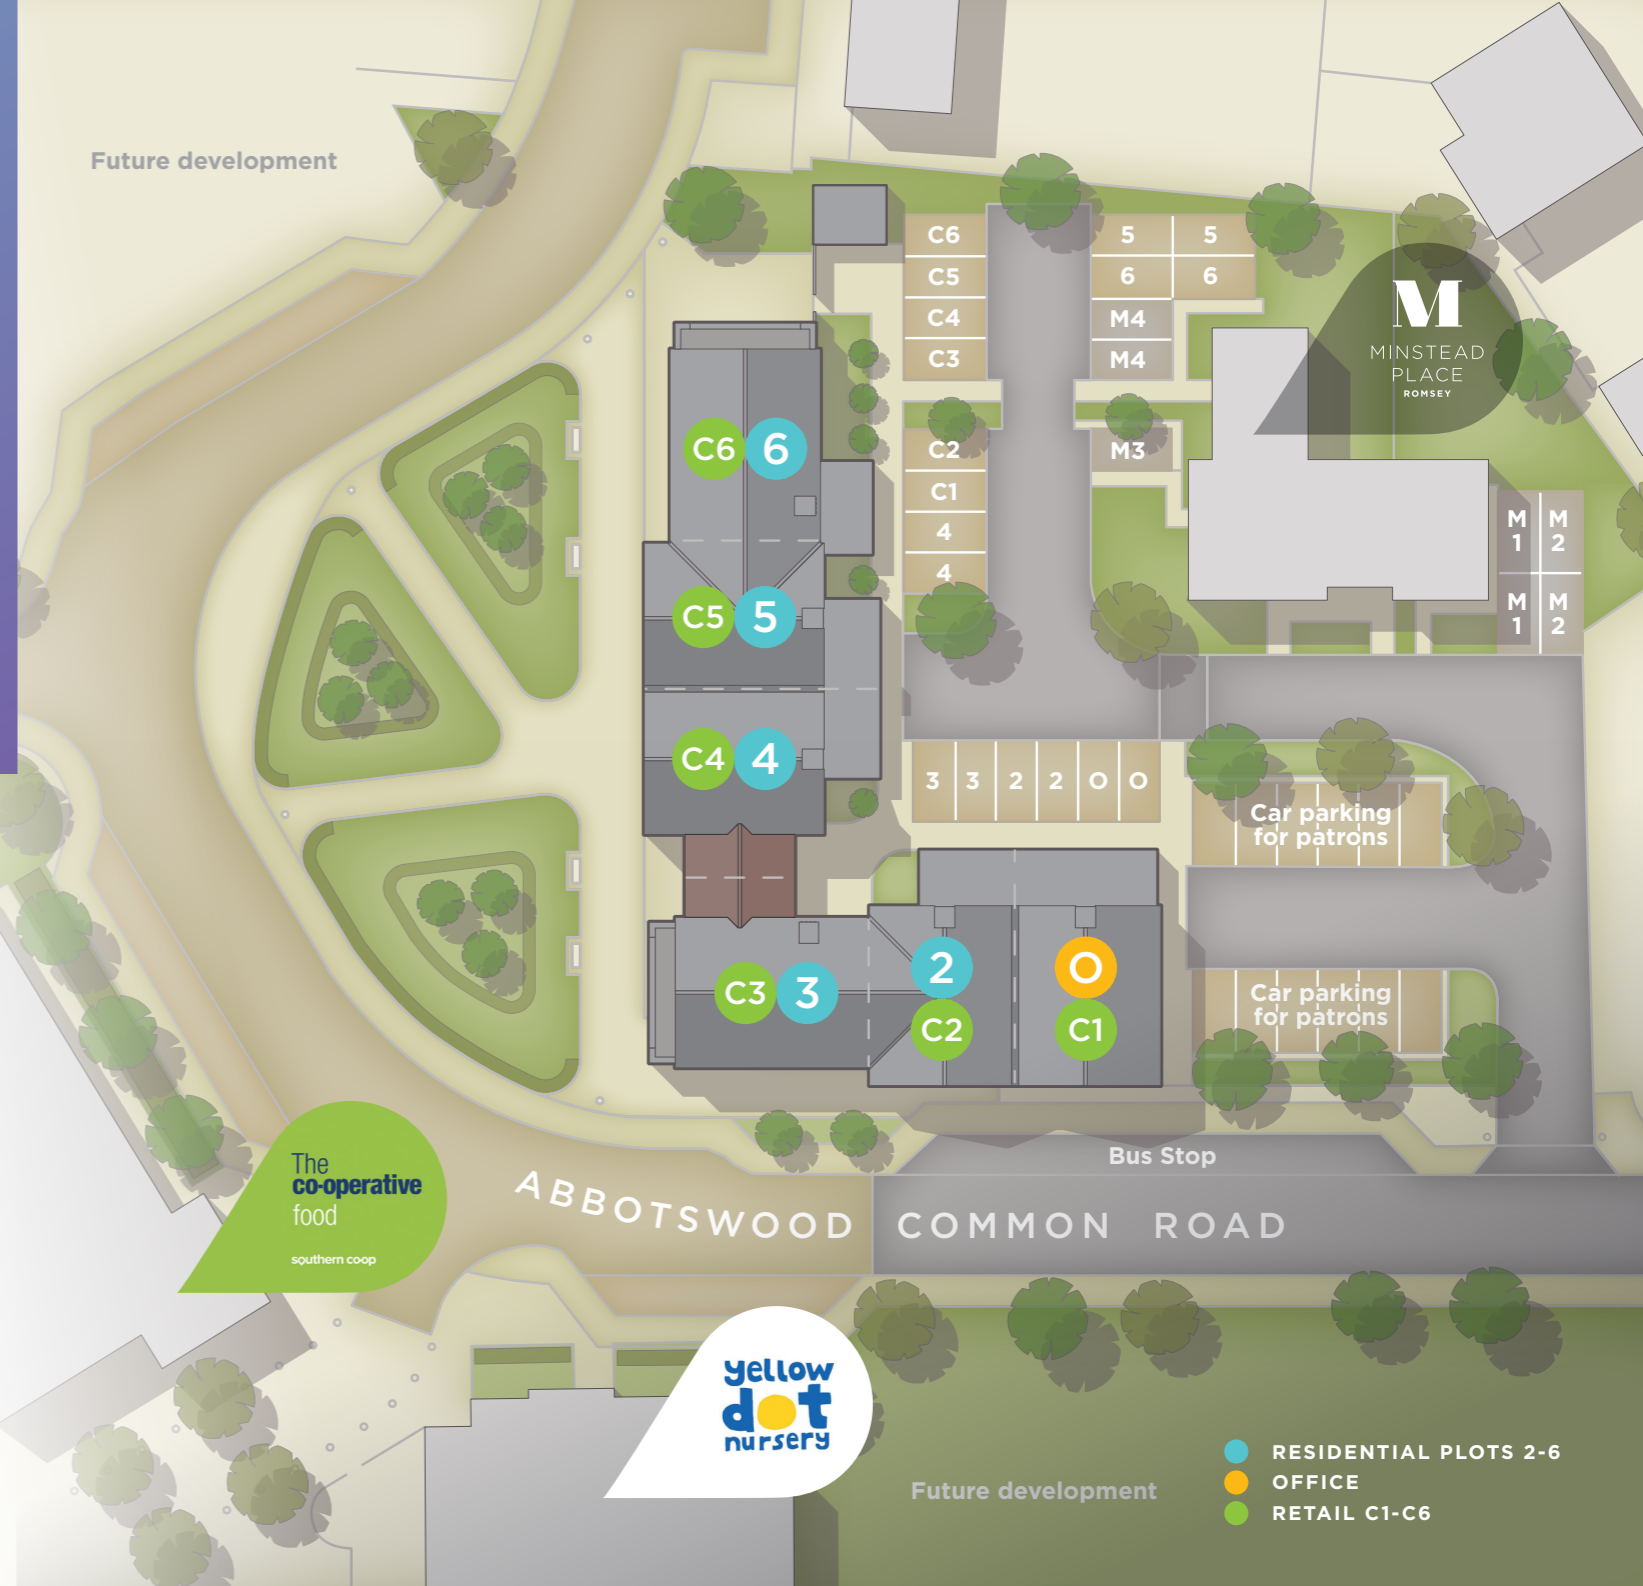 Future development
C6
C5
C4
C3
5 5
6 6
M4
M4
M
MINSTEAD
PLACE
ROMSEY
C2
C1
4
4
M3
C6 6
C5 5
C4 4
M
1
M
2
M
1
M
2
3 3 2 2 O O
Car parking
for patrons
Car parking
for patrons
C3 3
2
C2
O
C1
Bus Stop
ABBOTSWOOD COMMON ROAD
The
co-operative
food
southern coop
yellow
dot
nursery
Future development
RESIDENTIAL PLOTS 2-6
OFFICE
RETAIL C1-C6